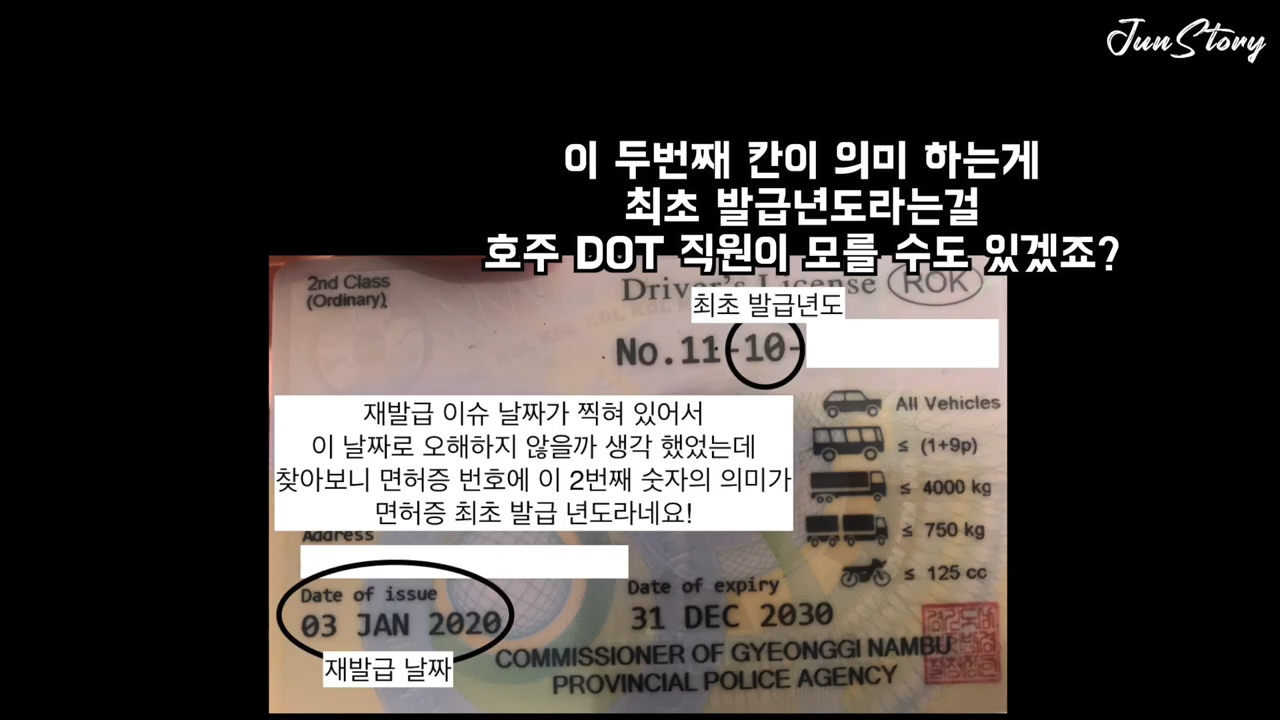 JunStory
이 두번째 칸이 의미 하는게
최초 발급년도라는걸
호주 DOT 직원이 모를 수도 있겠죠?
2nd Class
(Ordinary)
Driver's License
ROK
최초 발급년도
No.11-10-
All Vehicles
≤ (1+9p)
≤ 4000 kg
≤ 750 kg
≤ 125 cc
재발급 이슈 날짜가 찍혀 있어서
이 날짜로 오해하지 않을까 생각 했었는데
찾아보니 면허증 번호에 이 2번째 숫자의 의미가
면허증 최초 발급 년도라네요!
Address
Date of issue
03 JAN 2020
재발급 날짜
Date of expiry
31 DEC 2030
COMMISSIONER OF GYEONGGI NAMBU
PROVINCIAL POLICE AGENCY